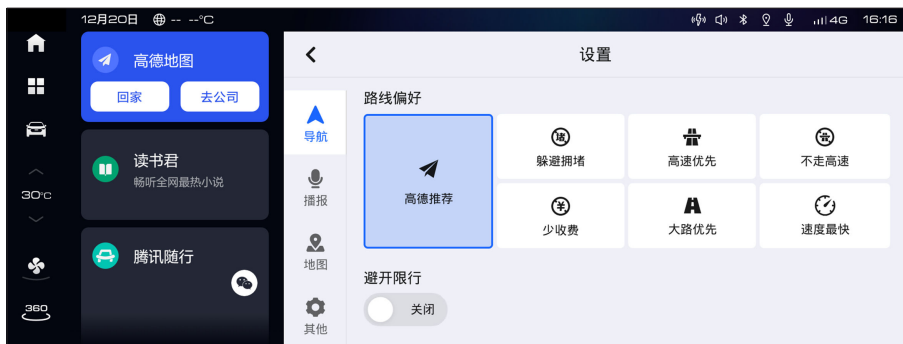 12月20日 -- --°C
4G 16:16
高德地图
回家 去公司
读书君
畅听全网最热小说
腾讯随行
30°C
360
设置
导航
播报
地图
其他
路线偏好
高德推荐
堵
躲避拥堵
高速优先
不走高速
¥
少收费
大路优先
速度最快
避开限行
关闭